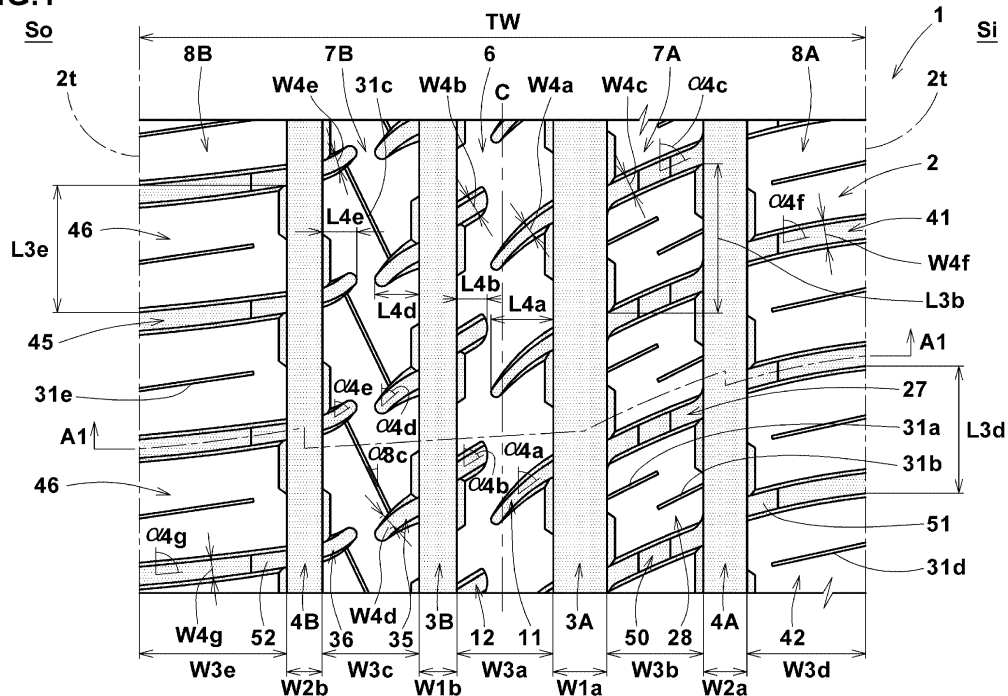 FIG.1
TW
So
1
Si
8B
7B
6
7A
8A
2t
W4e
31c
W4b
C
W4a
W4c
α4c
2t
2
46
L4e
α4f
41
L3e
L4b
W4f
L4d
L4a
L3b
45
A1
31e
α4e
27
A1
α4d
31a
L3d
α8c
α4a
31b
46
α4b
α4g
51
31d
W4g
52
4B
36
W4d
35
3B
12
11
3A
50
28
4A
42
W3e
W3c
W3a
W3b
W3d
W2b
W1b
W1a
W2a